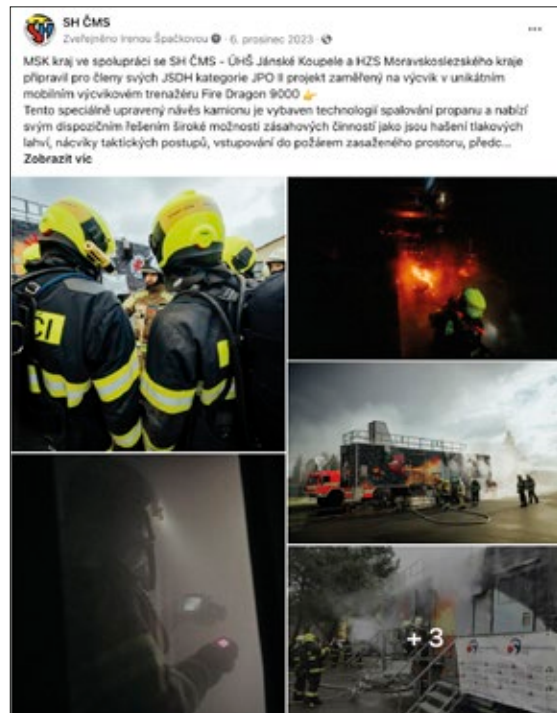 SH ČMS
Zveřejněno Irenou Špačkovou · 6. prosinec 2023 ·
MSK kraj ve spolupráci se SH ČMS - ÚHŠ Jánské Koupele a HZS Moravskoslezského kraje
připravil pro členy svých JSDH kategorie JPO II projekt zaměřený na výcvik v unikátním
mobilním výcvikovém trenažéru Fire Dragon 9000 👉
Tento speciálně upravený návěs kamionu je vybaven technologií spalování propanu a nabízí
svým dispozičním řešením široké možnosti zásahových činností jako jsou hašení tlakových
lahví, nácviky taktických postupů, vstupování do požárem zasaženého prostoru, předc...
Zobrazit víc
ČI
+ 3